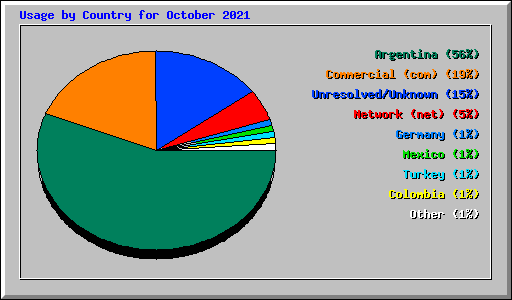 Usage by Country for October 2021
Argentina (56%)
Commercial (com) (19%)
Unresolved/Unknown (15%)
Network (net) (5%)
Germany (1%)
Mexico (1%)
Turkey (1%)
Colombia (1%)
Other (1%)